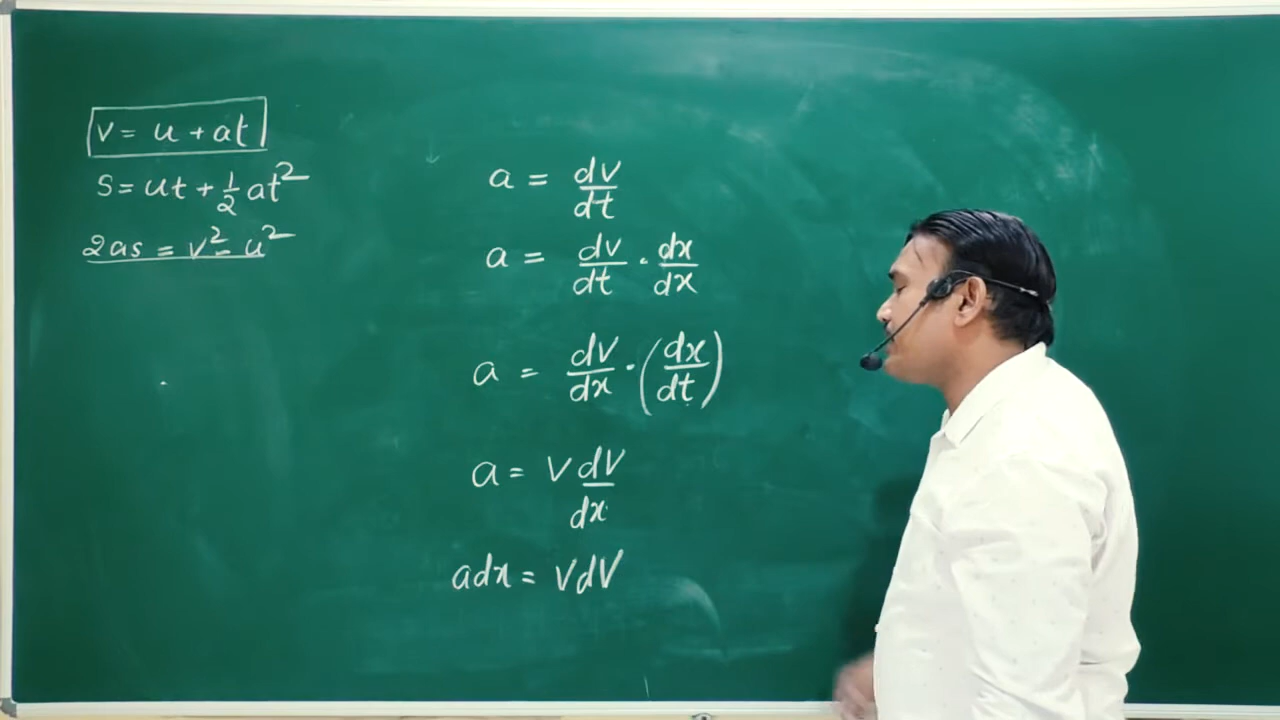 v = u + at
S = ut + 1/2 at²
2as = v² - u²
a = dv/dt
a = dv/dt · dx/dx
a = dv/dx · (dx/dt)
a = v dv/dx
adx = vdv